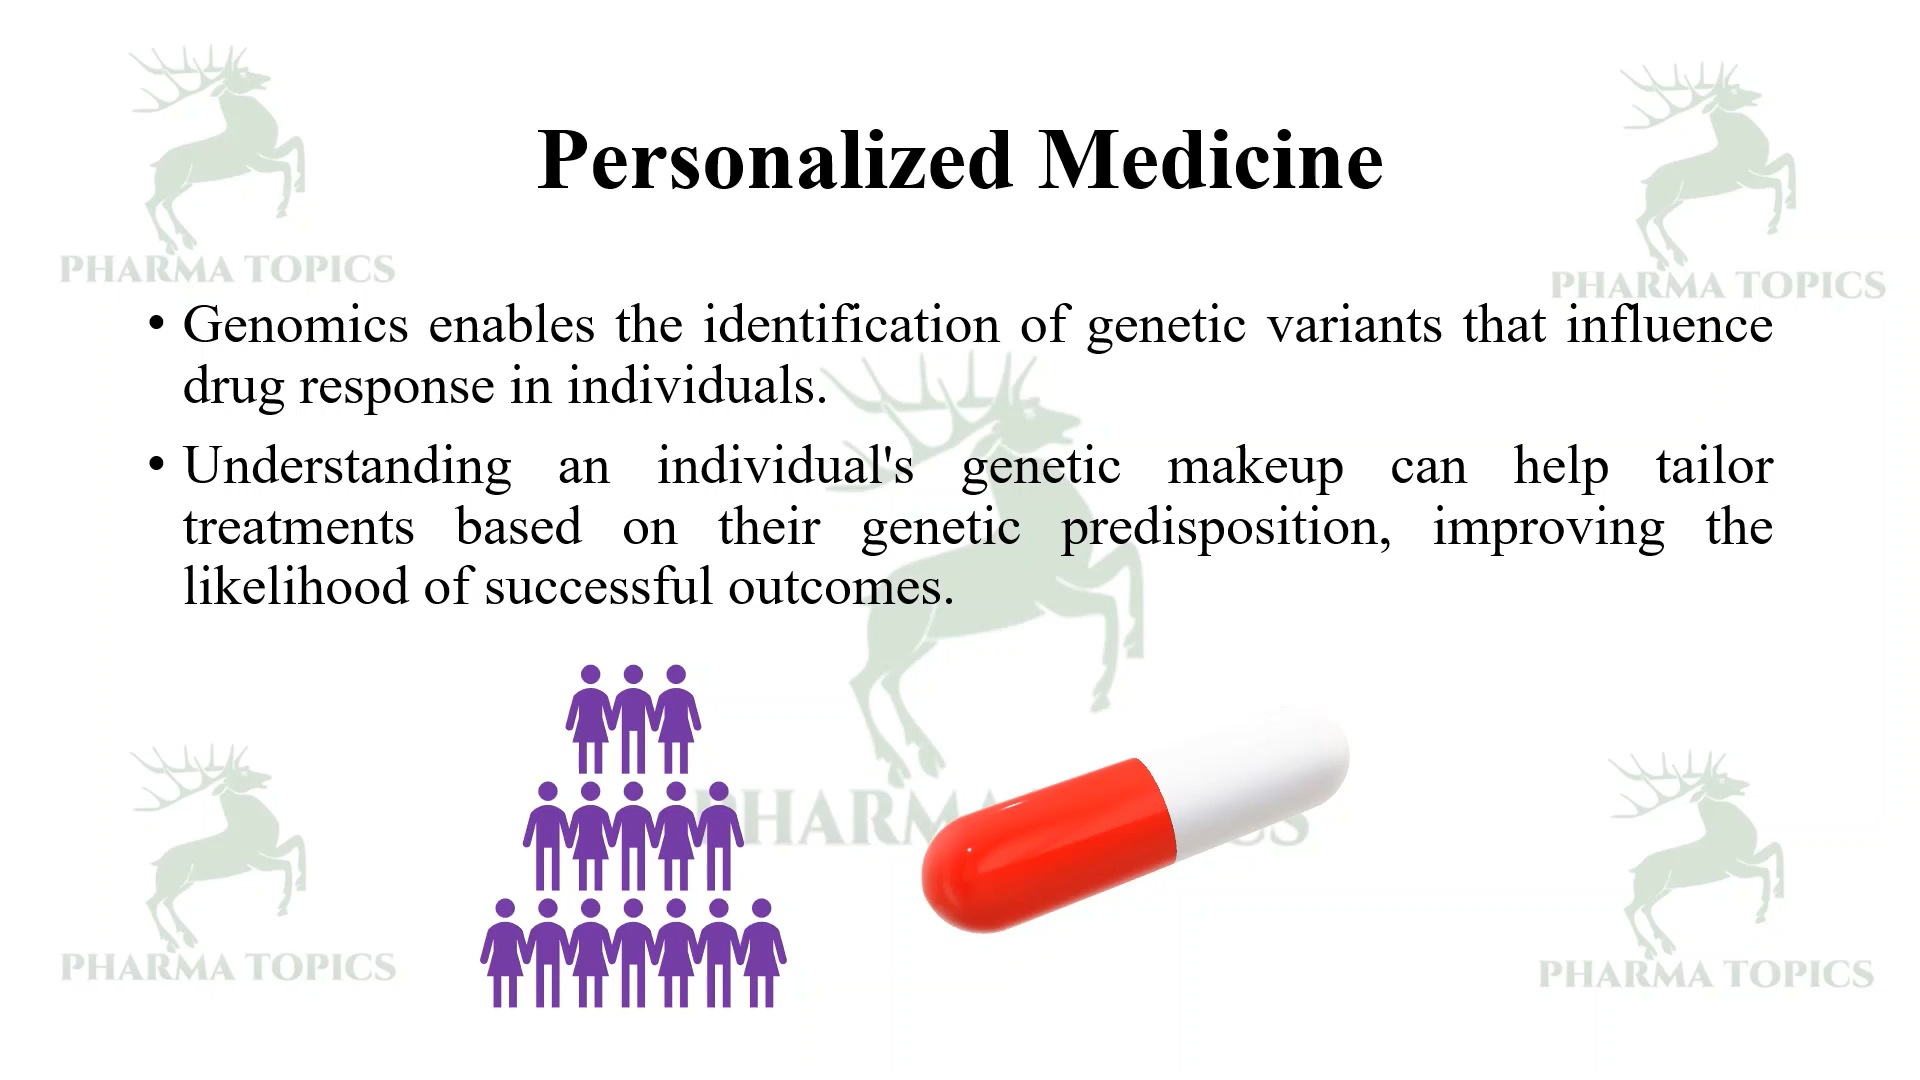 PHARMA TOPICS
PHARMA TOPICS
Personalized Medicine
• Genomics enables the identification of genetic variants that influence
drug response in individuals.
• Understanding an individual's genetic makeup can help tailor
treatments based on their genetic predisposition, improving the
likelihood of successful outcomes.
PHARMA TOPICS
PHARMA TOPICS